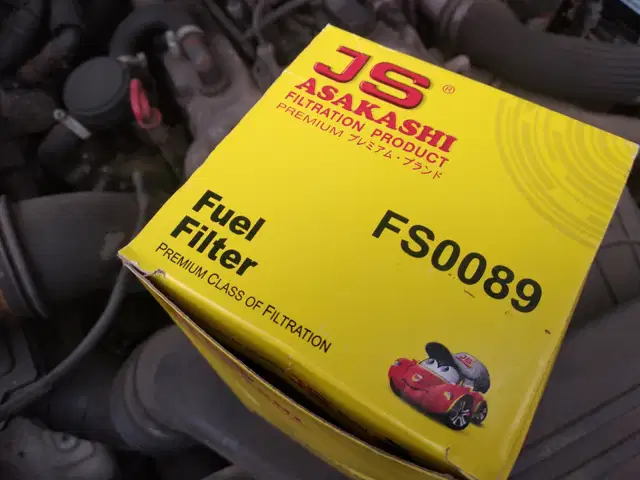 JS®
ASAKASHI
FILTRATION PRODUCT
PREMIUM プレミアム・ブランド
Fuel
Filter
PREMIUM CLASS OF FILTRATION
FS0089
JS